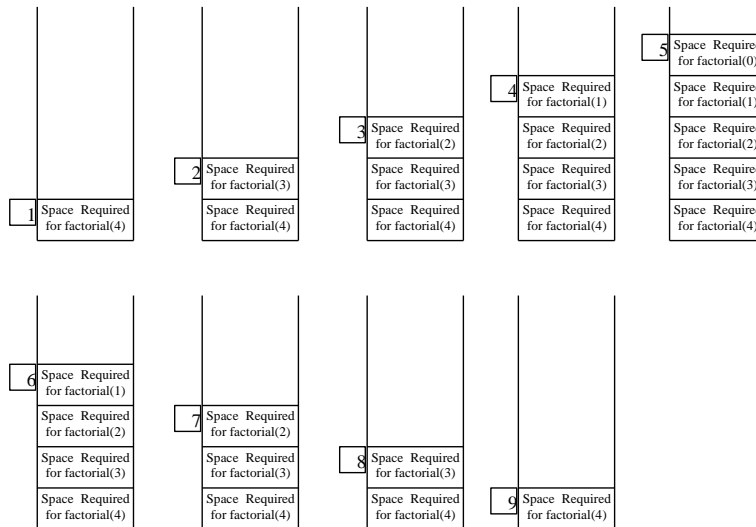 1
Space Required
for factorial(4)
2
Space Required
for factorial(3)
Space Required
for factorial(4)
3
Space Required
for factorial(2)
Space Required
for factorial(3)
Space Required
for factorial(4)
4
Space Required
for factorial(1)
Space Required
for factorial(2)
Space Required
for factorial(3)
Space Required
for factorial(4)
5
Space Required
for factorial(0)
Space Required
for factorial(1)
Space Required
for factorial(2)
Space Required
for factorial(3)
Space Required
for factorial(4)
6
Space Required
for factorial(1)
Space Required
for factorial(2)
Space Required
for factorial(3)
Space Required
for factorial(4)
7
Space Required
for factorial(2)
Space Required
for factorial(3)
Space Required
for factorial(4)
8
Space Required
for factorial(3)
Space Required
for factorial(4)
9
Space Required
for factorial(4)